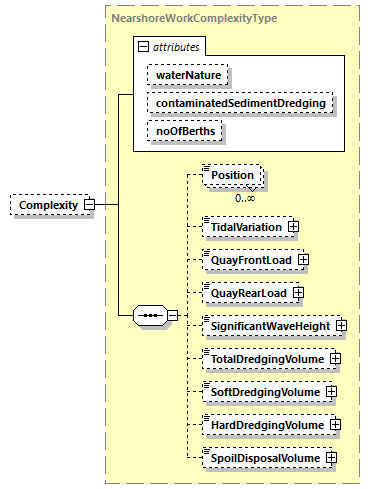 NearshoreWorkComplexityType
attributes
waterNature
contaminatedSedimentDredging
noOfBerths
Complexity
Position
0..∞
TidalVariation
QuayFrontLoad
QuayRearLoad
SignificantWaveHeight
TotalDredgingVolume
SoftDredgingVolume
HardDredgingVolume
SpoilDisposalVolume